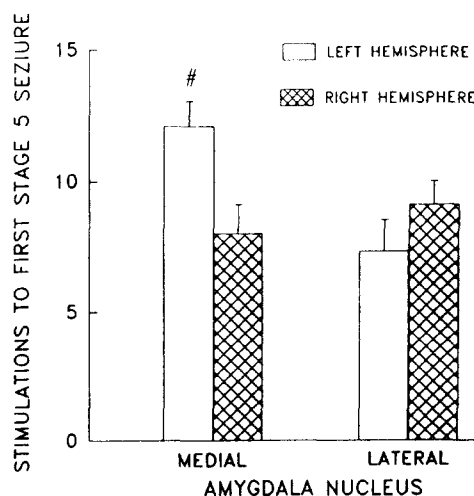 STIMULATIONS TO FIRST STAGE 5 SEZIURE
15
10
5
0
#
LEFT HEMISPHERE
RIGHT HEMISPHERE
MEDIAL
LATERAL
AMYGDALA NUCLEUS